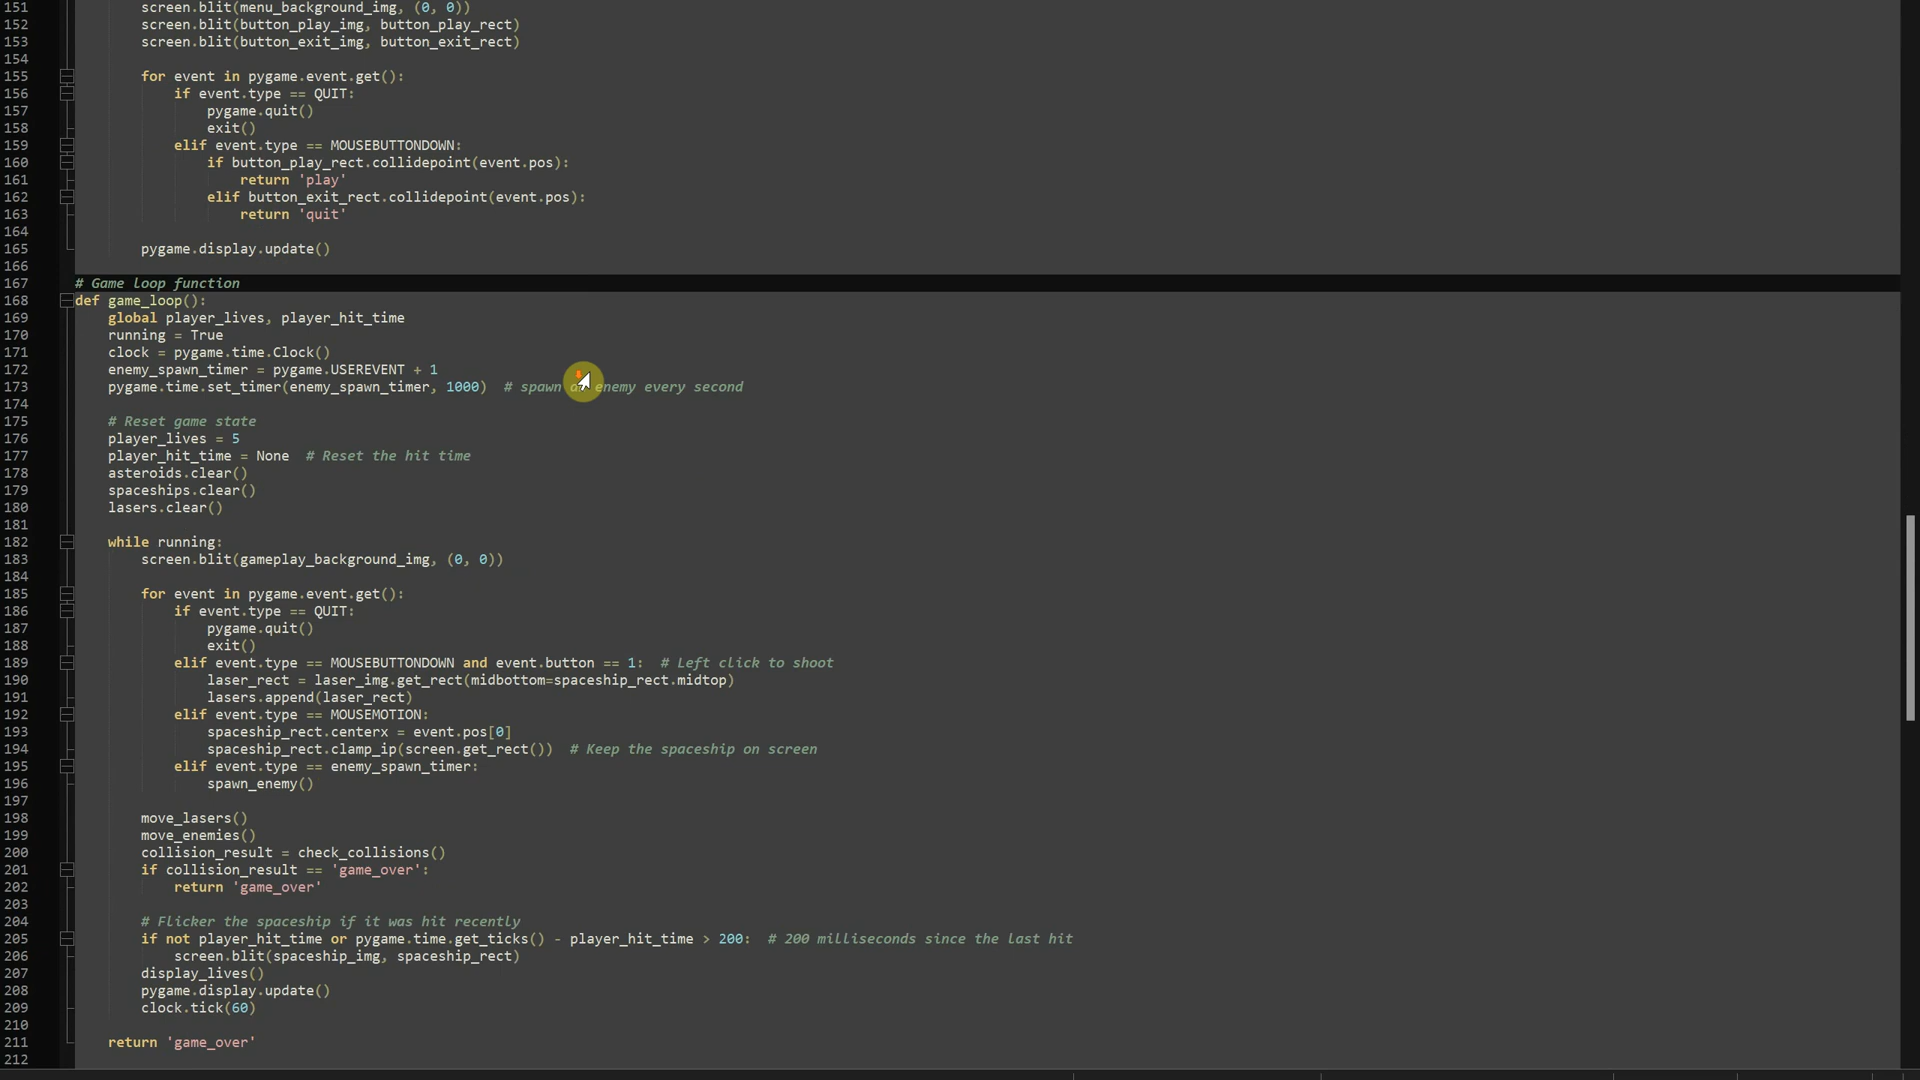 151 screen.blit(menu_background_img, (0, 0))
152 screen.blit(button_play_img, button_play_rect)
153 screen.blit(button_exit_img, button_exit_rect)
154
155 for event in pygame.event.get():
156 if event.type == QUIT:
157 pygame.quit()
158 exit()
159 elif event.type == MOUSEBUTTONDOWN:
160 if button_play_rect.collidepoint(event.pos):
161 return 'play'
162 elif button_exit_rect.collidepoint(event.pos):
163 return 'quit'
164
165 pygame.display.update()
166
167 # Game loop function
168 def game_loop():
169 global player_lives, player_hit_time
170 running = True
171 clock = pygame.time.Clock()
172 enemy_spawn_timer = pygame.USEREVENT + 1
173 pygame.time.set_timer(enemy_spawn_timer, 1000) # spawn enemy every second
174
175 # Reset game state
176 player_lives = 5
177 player_hit_time = None # Reset the hit time
178 asteroids.clear()
179 spaceships.clear()
180 lasers.clear()
181
182 while running:
183 screen.blit(gameplay_background_img, (0, 0))
184
185 for event in pygame.event.get():
186 if event.type == QUIT:
187 pygame.quit()
188 exit()
189 elif event.type == MOUSEBUTTONDOWN and event.button == 1: # Left click to shoot
190 laser_rect = laser_img.get_rect(midbottom=spaceship_rect.midtop)
191 lasers.append(laser_rect)
192 elif event.type == MOUSEMOTION:
193 spaceship_rect.centerx = event.pos[0]
194 spaceship_rect.clamp_ip(screen.get_rect()) # Keep the spaceship on screen
195 elif event.type == enemy_spawn_timer:
196 spawn_enemy()
197
198 move_lasers()
199 move_enemies()
200 collision_result = check_collisions()
201 if collision_result == 'game_over':
202 return 'game_over'
203
204 # Flicker the spaceship if it was hit recently
205 if not player_hit_time or pygame.time.get_ticks() - player_hit_time > 200: # 200 milliseconds since the last hit
206 screen.blit(spaceship_img, spaceship_rect)
207 display_lives()
208 pygame.display.update()
209 clock.tick(60)
210
211 return 'game_over'
212